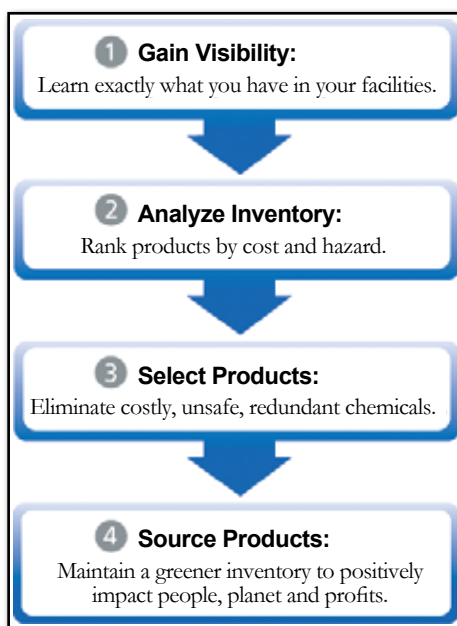 1 Gain Visibility:
Learn exactly what you have in your facilities.
2 Analyze Inventory:
Rank products by cost and hazard.
3 Select Products:
Eliminate costly, unsafe, redundant chemicals.
4 Source Products:
Maintain a greener inventory to positively
impact people, planet and profits.